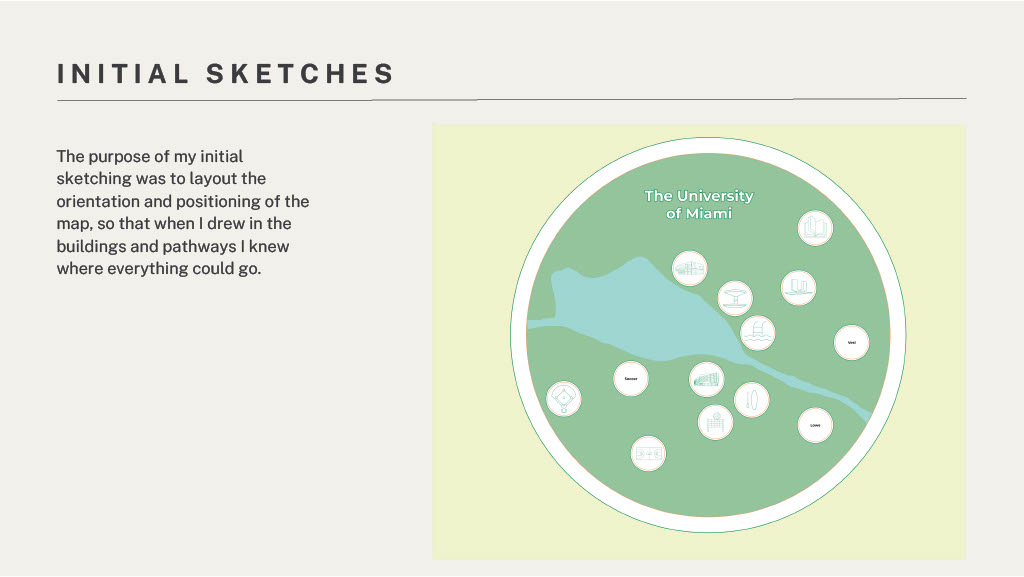 INITIAL SKETCHES
The purpose of my initial
sketching was to layout the
orientation and positioning of the
map, so that when I drew in the
buildings and pathways I knew
where everything could go.
The University
of Miami
West
Soccer
Lowe